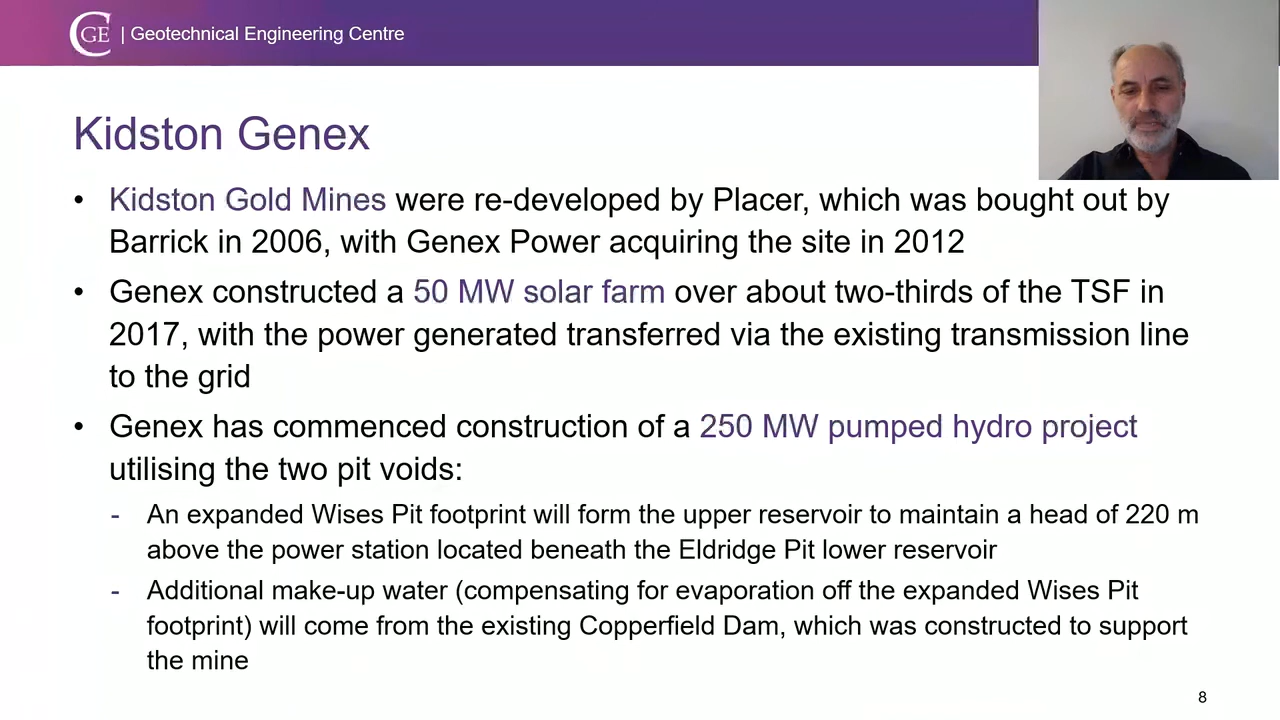 CGE | Geotechnical Engineering Centre
Kidston Genex
• Kidston Gold Mines were re-developed by Placer, which was bought out by
Barrick in 2006, with Genex Power acquiring the site in 2012
• Genex constructed a 50 MW solar farm over about two-thirds of the TSF in
2017, with the power generated transferred via the existing transmission line
to the grid
• Genex has commenced construction of a 250 MW pumped hydro project
utilising the two pit voids:
- An expanded Wises Pit footprint will form the upper reservoir to maintain a head of 220 m
above the power station located beneath the Eldridge Pit lower reservoir
- Additional make-up water (compensating for evaporation off the expanded Wises Pit
footprint) will come from the existing Copperfield Dam, which was constructed to support
the mine
8